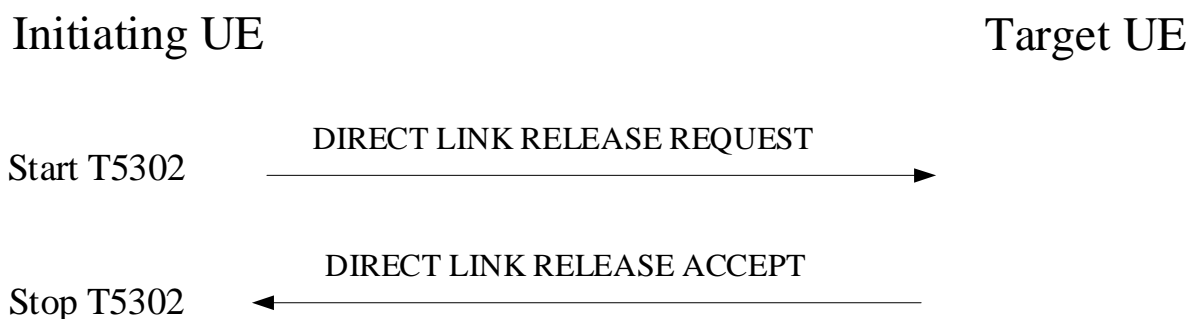 Initiating UE
Target UE
DIRECT LINK RELEASE REQUEST
Start T5302
DIRECT LINK RELEASE ACCEPT
Stop T5302